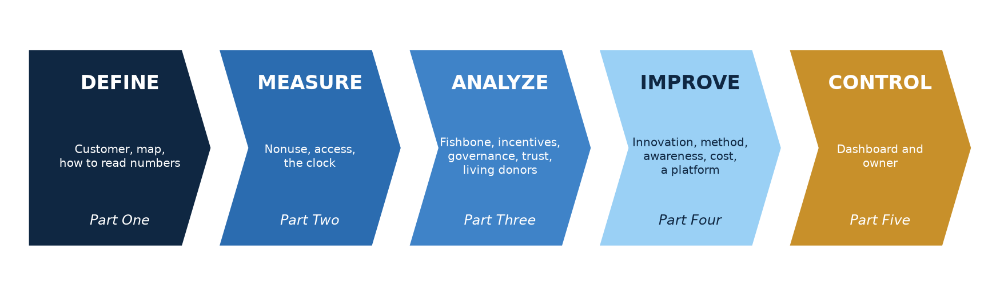 DEFINE
Customer, map,
how to read numbers
Part One
MEASURE
Nonuse, access,
the clock
Part Two
ANALYZE
Fishbone, incentives,
governance, trust,
living donors
Part Three
IMPROVE
Innovation, method,
awareness, cost,
a platform
Part Four
CONTROL
Dashboard and
owner
Part Five